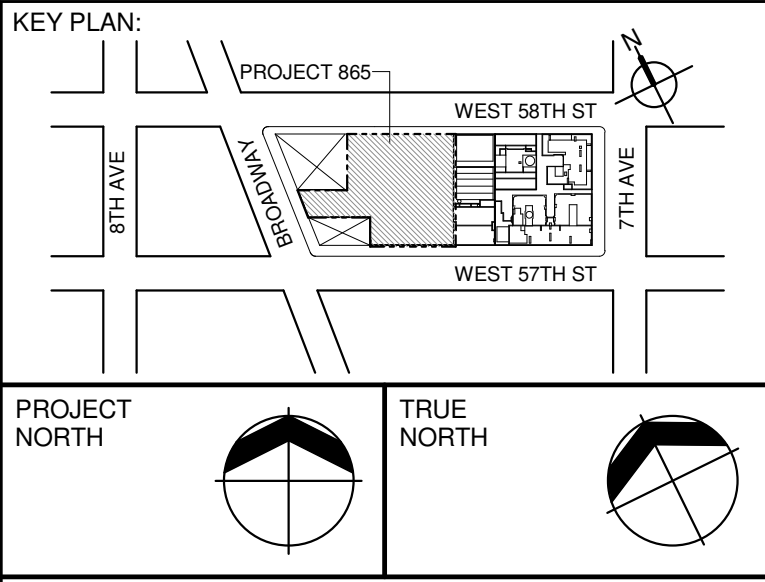 KEY PLAN:
N
PROJECT 865
WEST 58TH ST
8TH AVE
BROADWAY
7TH AVE
WEST 57TH ST
PROJECT
NORTH
TRUE
NORTH